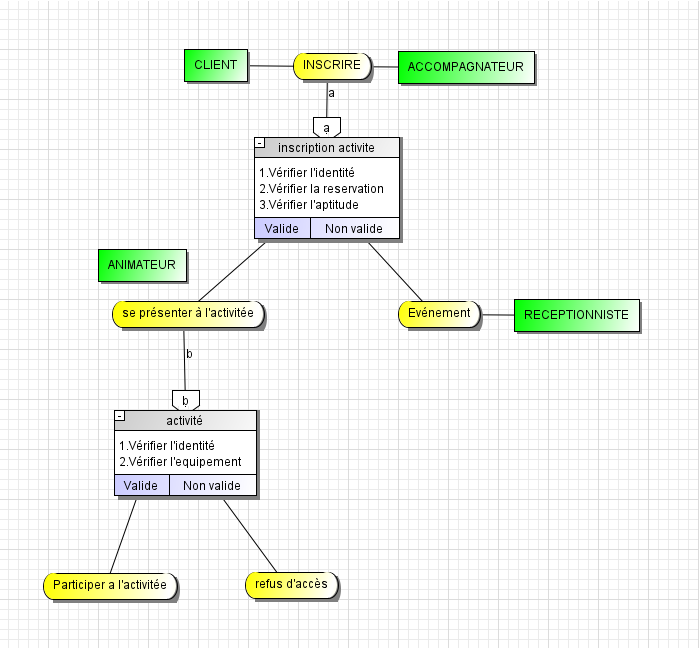 CLIENT
INSCRIRE
ACCOMPAGNATEUR
a
a
inscription activite
1.Vérifier l'identité
2.Vérifier la reservation
3.Vérifier l'aptitude
Valide
Non valide
ANIMATEUR
se présenter à l'activitée
Evénement
RECEPTIONNISTE
b
b
activité
1.Vérifier l'identité
2.Vérifier l'equipement
Valide
Non valide
Participer a l'activitée
refus d'accès